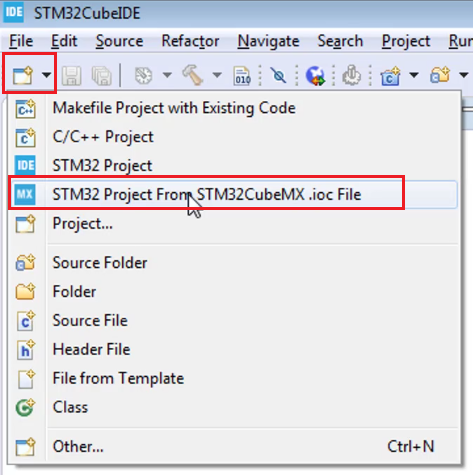 IDE STM32CubeIDE
File Edit Source Refactor Navigate Search Project Run
010
Makefile Project with Existing Code
C/C++ Project
IDE STM32 Project
MX STM32 Project From STM32CubeMX .ioc File
Project...
Source Folder
Folder
Source File
Header File
File from Template
Class
Other... Ctrl+N